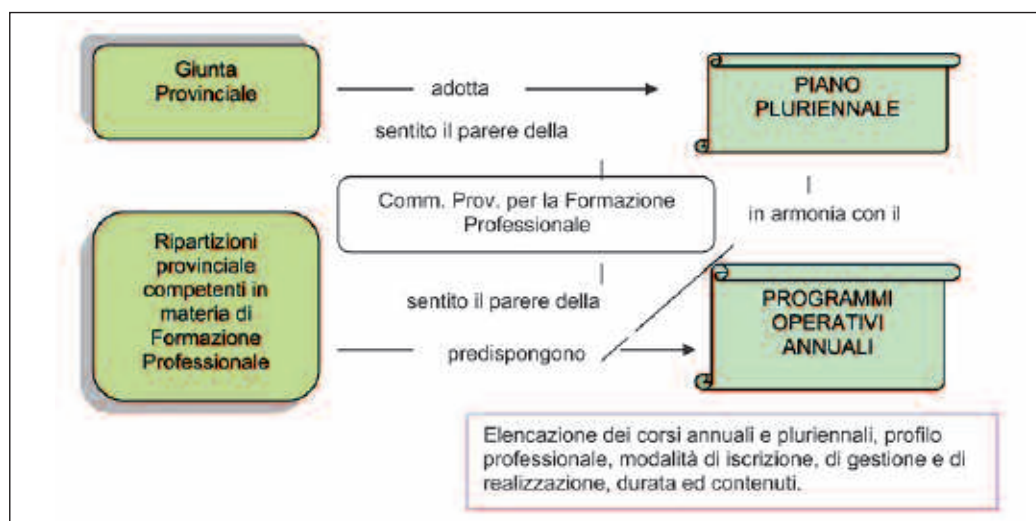 Giunta
Provinciale
adotta
PIANO
PLURIENNALE
sentito il parere della
Comm. Prov. per la Formazione
Professionale
in armonia con il
Ripartizioni
provinciale
competenti in
materia di
Formazione
Professionale
sentito il parere della
predispongono
PROGRAMMI
OPERATIVI
ANNUALI
Elencazione dei corsi annuali e pluriennali, profilo
professionale, modalità di iscrizione, di gestione e di
realizzazione, durata ed contenuti.